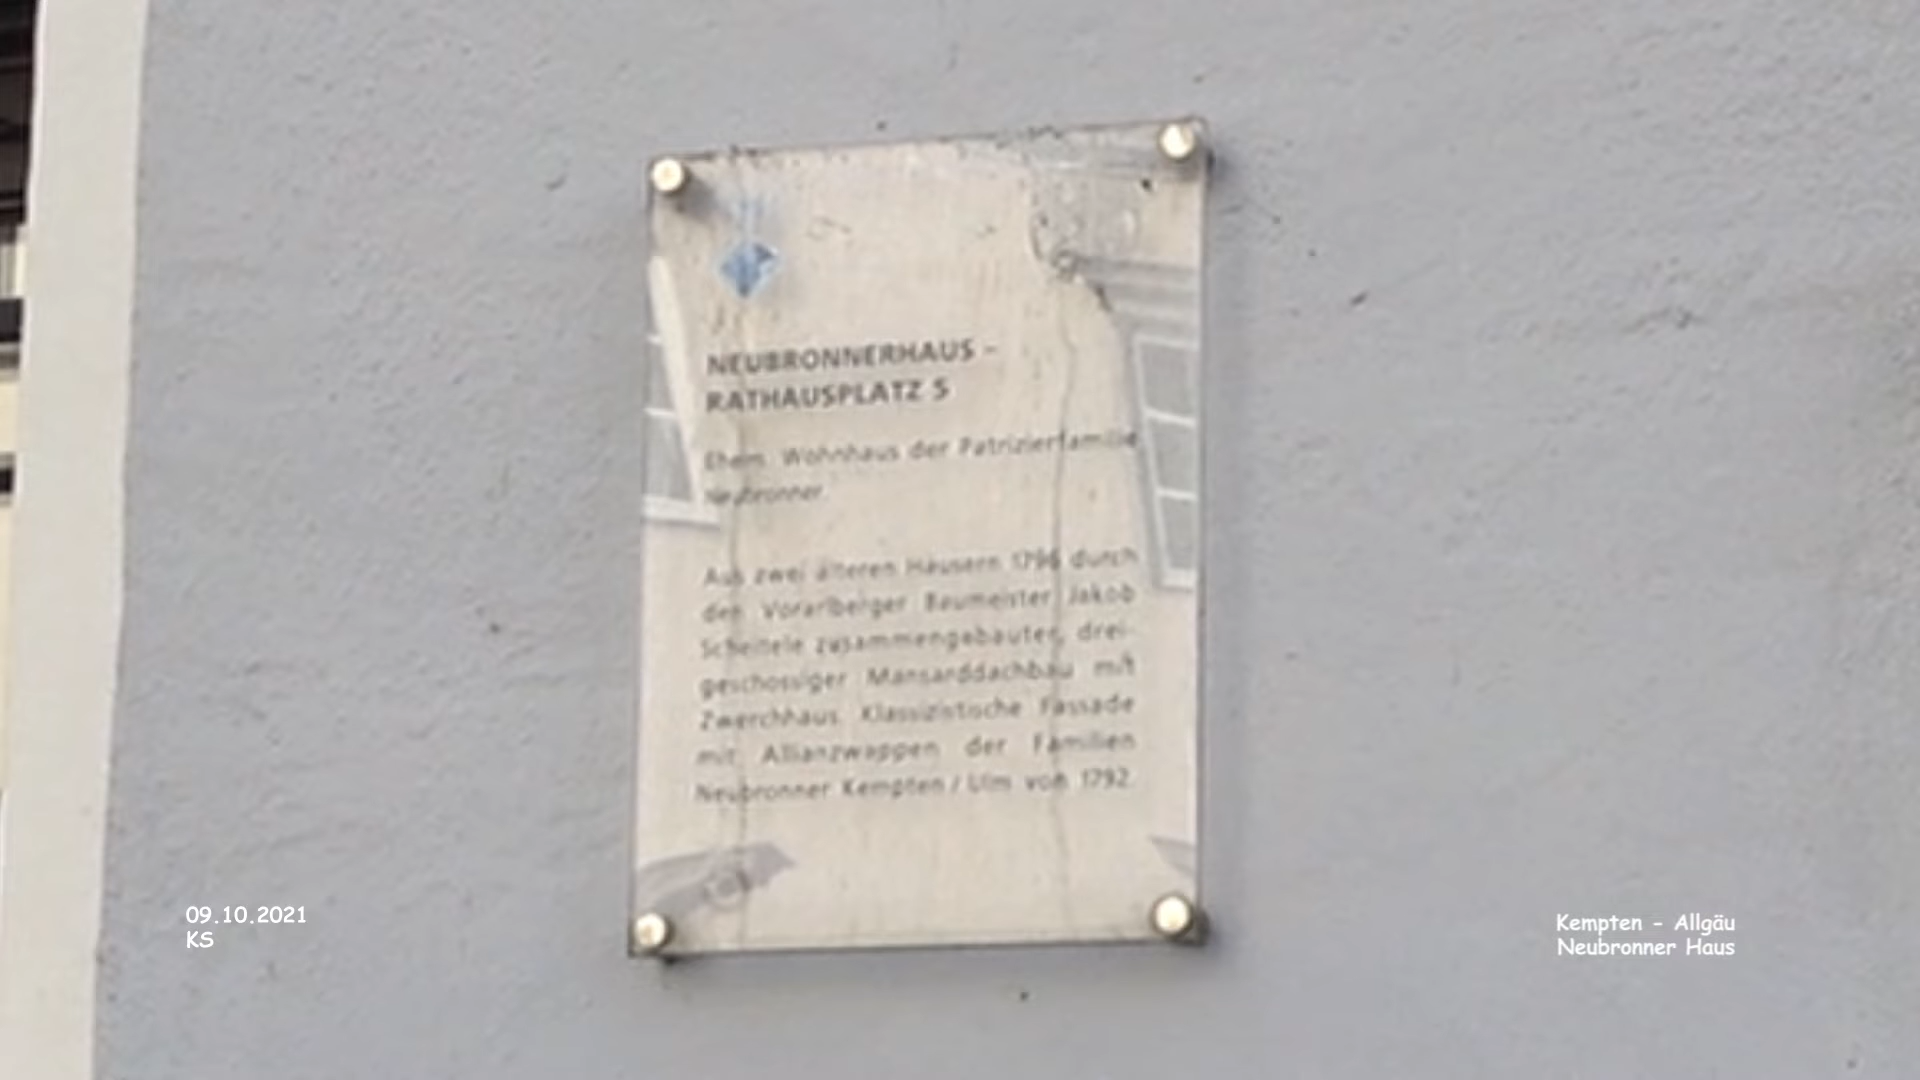 NEUBRONNERHAUS –
RATHAUSPLATZ 5
Ehem. Wohnhaus der Patrizierfamilie
Neubronner.
Aus zwei älteren Häusern 1796 durch
den Vorarlberger Baumeister Jakob
Scheitele zusammengebauter, drei-
geschossiger Mansarddachbau mit
Zwerchhaus. Klassizistische Fassade
mit Allianzwappen der Familien
Neubronner Kempten / Ulm von 1792.
09.10.2021
KS
Kempten - Allgäu
Neubronner Haus